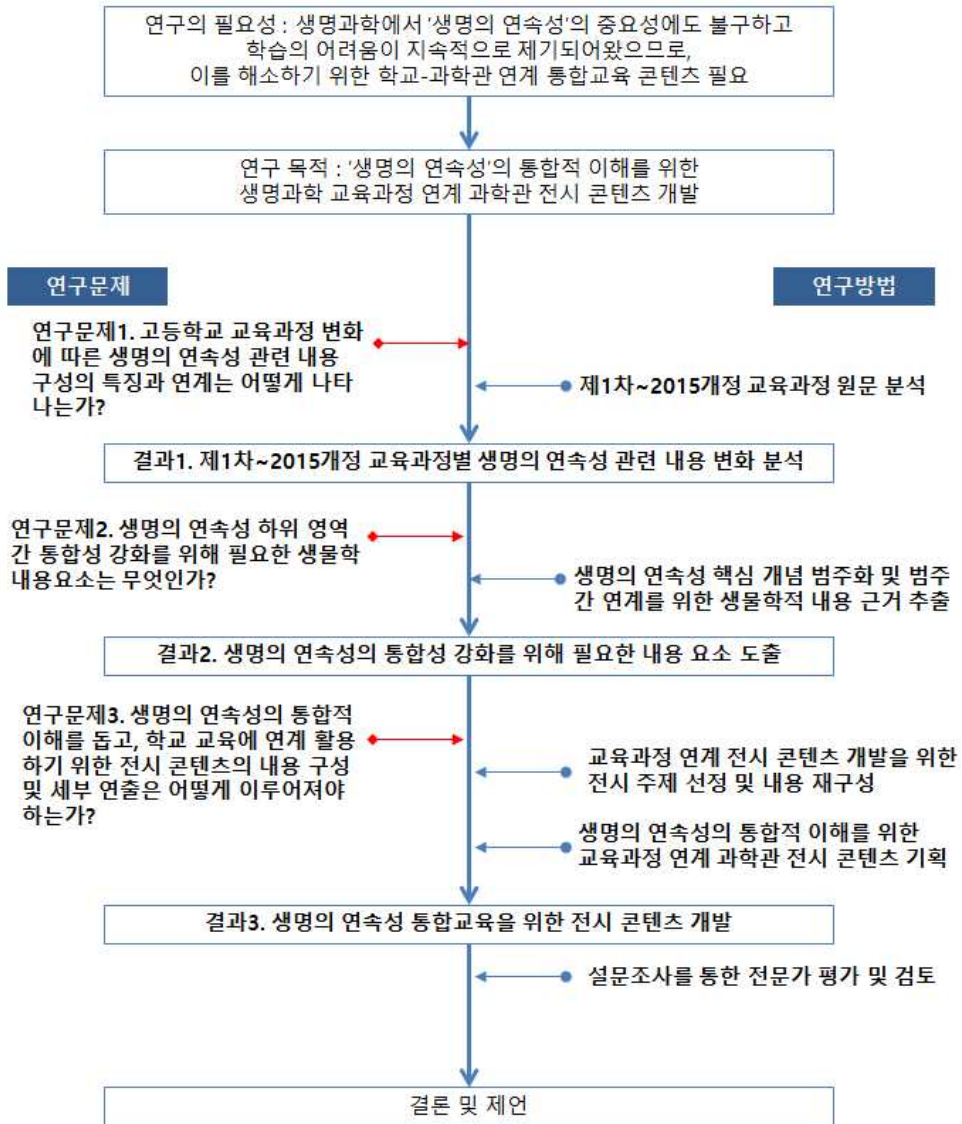 연구의 필요성 : 생명과학에서 '생명의 연속성'의 중요성에도 불구하고
학습의 어려움이 지속적으로 제기되어왔으므로,
이를 해소하기 위한 학교-과학관 연계 통합교육 콘텐츠 필요
연구 목적 : '생명의 연속성'의 통합적 이해를 위한
생명과학 교육과정 연계 과학관 전시 콘텐츠 개발
연구문제
연구방법
연구문제1. 고등학교 교육과정 변화
에 따른 생명의 연속성 관련 내용
구성의 특징과 연계는 어떻게 나타
나는가?
제1차~2015개정 교육과정 원문 분석
결과1. 제1차~2015개정 교육과정별 생명의 연속성 관련 내용 변화 분석
연구문제2. 생명의 연속성 하위 영역
간 통합성 강화를 위해 필요한 생물학
내용요소는 무엇인가?
생명의 연속성 핵심 개념 범주화 및 범주
간 연계를 위한 생물학적 내용 근거 추출
결과2. 생명의 연속성의 통합성 강화를 위해 필요한 내용 요소 도출
연구문제3. 생명의 연속성의 통합적
이해를 돕고, 학교 교육에 연계 활용
하기 위한 전시 콘텐츠의 내용 구성
및 세부 연출은 어떻게 이루어져야
하는가?
교육과정 연계 전시 콘텐츠 개발을 위한
전시 주제 선정 및 내용 재구성
생명의 연속성의 통합적 이해를 위한
교육과정 연계 과학관 전시 콘텐츠 기획
결과3. 생명의 연속성 통합교육을 위한 전시 콘텐츠 개발
설문조사를 통한 전문가 평가 및 검토
결론 및 제언